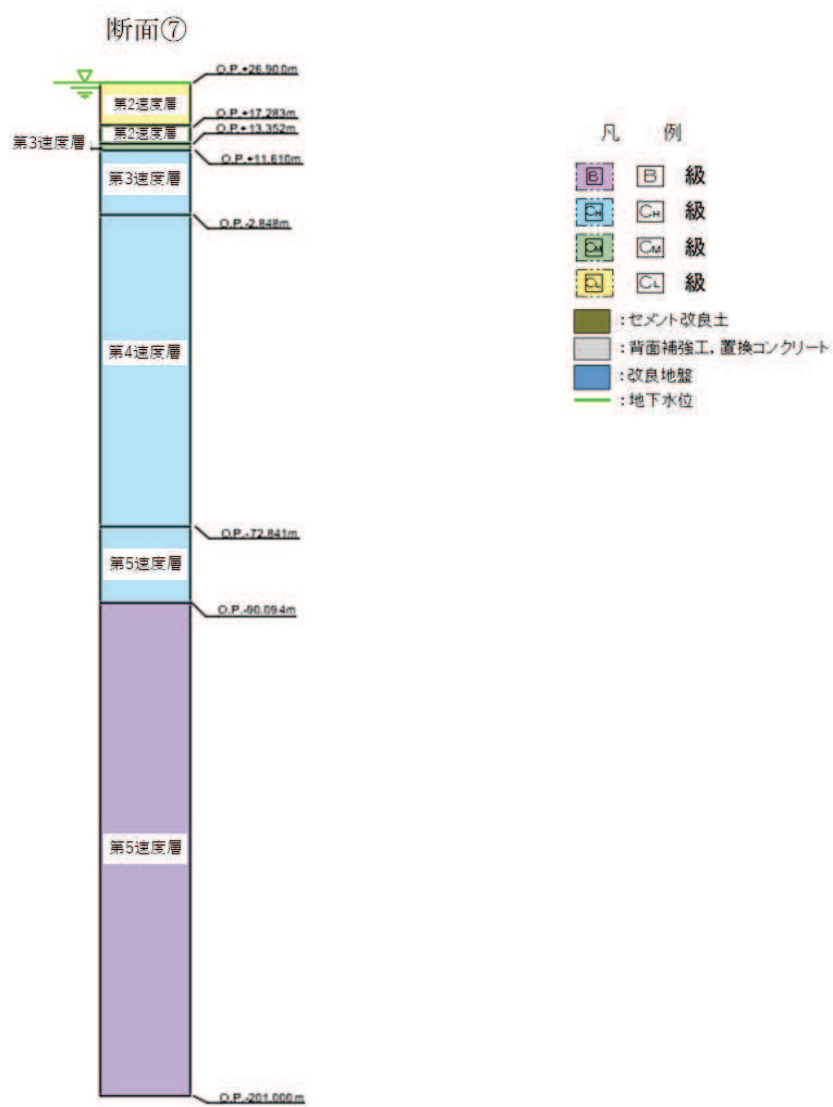 断面⑦
O.P.+26.900m
第2速度層
O.P.+17.283m
第2速度層
O.P.+13.352m
第3速度層
O.P.+11.610m
第3速度層
O.P.-2.848m
第4速度層
O.P.-72.841m
第5速度層
O.P.-90.094m
第5速度層
O.P.-201.000m
凡 例
B B 級
CH CH 級
CM CM 級
CL CL 級
:セメント改良土
:背面補強工,置換コンクリート
:改良地盤
:地下水位